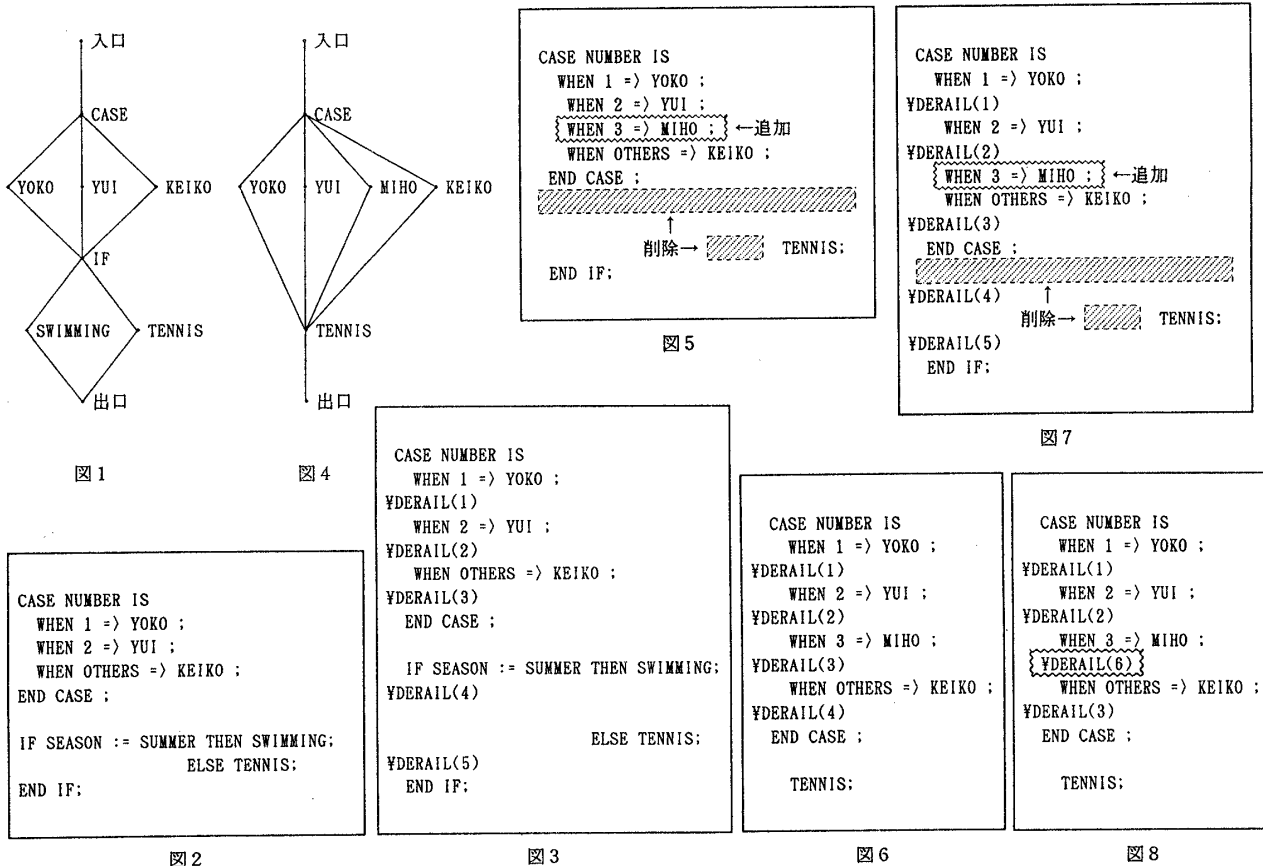 入口
CASE
YOKO YUI KEIKO
IF
SWIMMING TENNIS
出口
図1
入口
CASE
YOKO YUI MIHO KEIKO
TENNIS
出口
図4
CASE NUMBER IS
WHEN 1 => YOKO ;
WHEN 2 => YUI ;
WHEN 3 => MIHO ; ←追加
WHEN OTHERS => KEIKO ;
END CASE ;
↑
削除→ TENNIS;
END IF;
図5
CASE NUMBER IS
WHEN 1 => YOKO ;
¥DERAIL(1)
WHEN 2 => YUI ;
¥DERAIL(2)
WHEN 3 => MIHO ; ←追加
WHEN OTHERS => KEIKO ;
¥DERAIL(3)
END CASE ;
¥DERAIL(4) ↑
削除→ TENNIS;
¥DERAIL(5)
END IF;
図7
CASE NUMBER IS
WHEN 1 => YOKO ;
WHEN 2 => YUI ;
WHEN OTHERS => KEIKO ;
END CASE ;
IF SEASON := SUMMER THEN SWIMMING;
ELSE TENNIS;
END IF;
図2
CASE NUMBER IS
WHEN 1 => YOKO ;
¥DERAIL(1)
WHEN 2 => YUI ;
¥DERAIL(2)
WHEN OTHERS => KEIKO ;
¥DERAIL(3)
END CASE ;
IF SEASON := SUMMER THEN SWIMMING;
¥DERAIL(4)
ELSE TENNIS;
¥DERAIL(5)
END IF;
図3
CASE NUMBER IS
WHEN 1 => YOKO ;
¥DERAIL(1)
WHEN 2 => YUI ;
¥DERAIL(2)
WHEN 3 => MIHO ;
¥DERAIL(3)
WHEN OTHERS => KEIKO ;
¥DERAIL(4)
END CASE ;
TENNIS;
図6
CASE NUMBER IS
WHEN 1 => YOKO ;
¥DERAIL(1)
WHEN 2 => YUI ;
¥DERAIL(2)
WHEN 3 => MIHO ;
¥DERAIL(6)
WHEN OTHERS => KEIKO ;
¥DERAIL(3)
END CASE ;
TENNIS;
図8